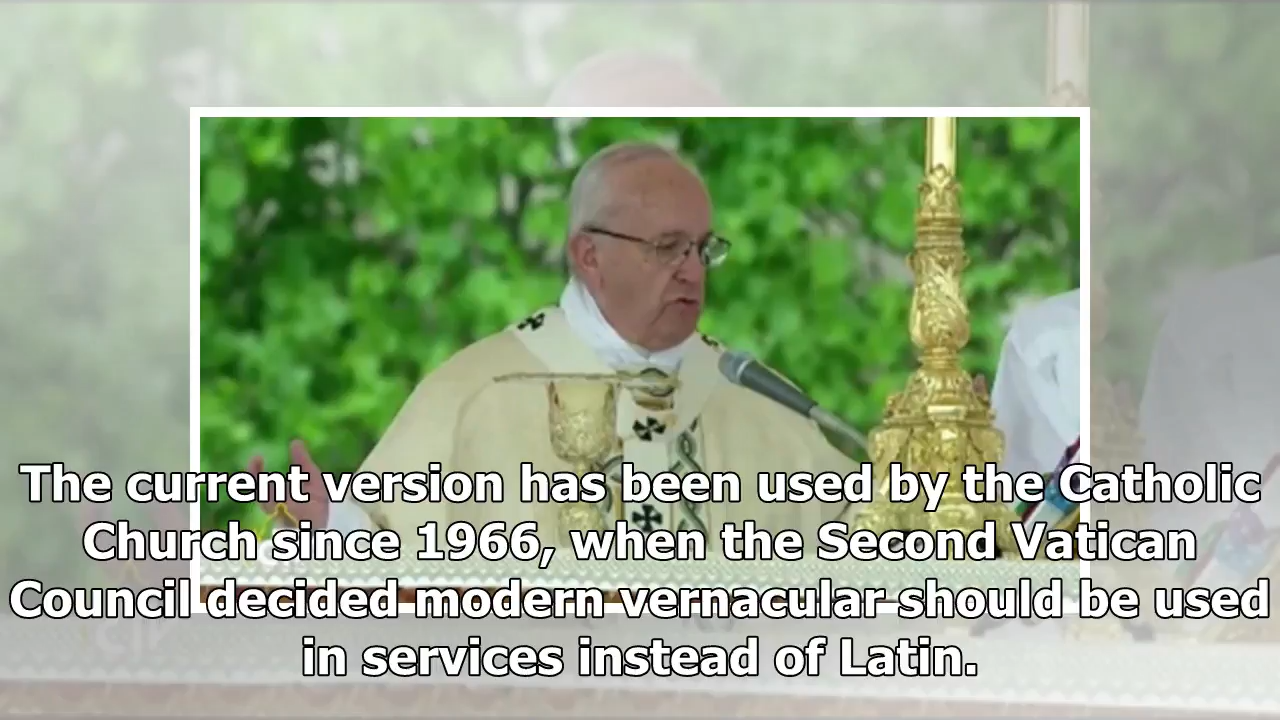 The current version has been used by the Catholic
Church since 1966, when the Second Vatican
Council decided modern vernacular should be used
in services instead of Latin.